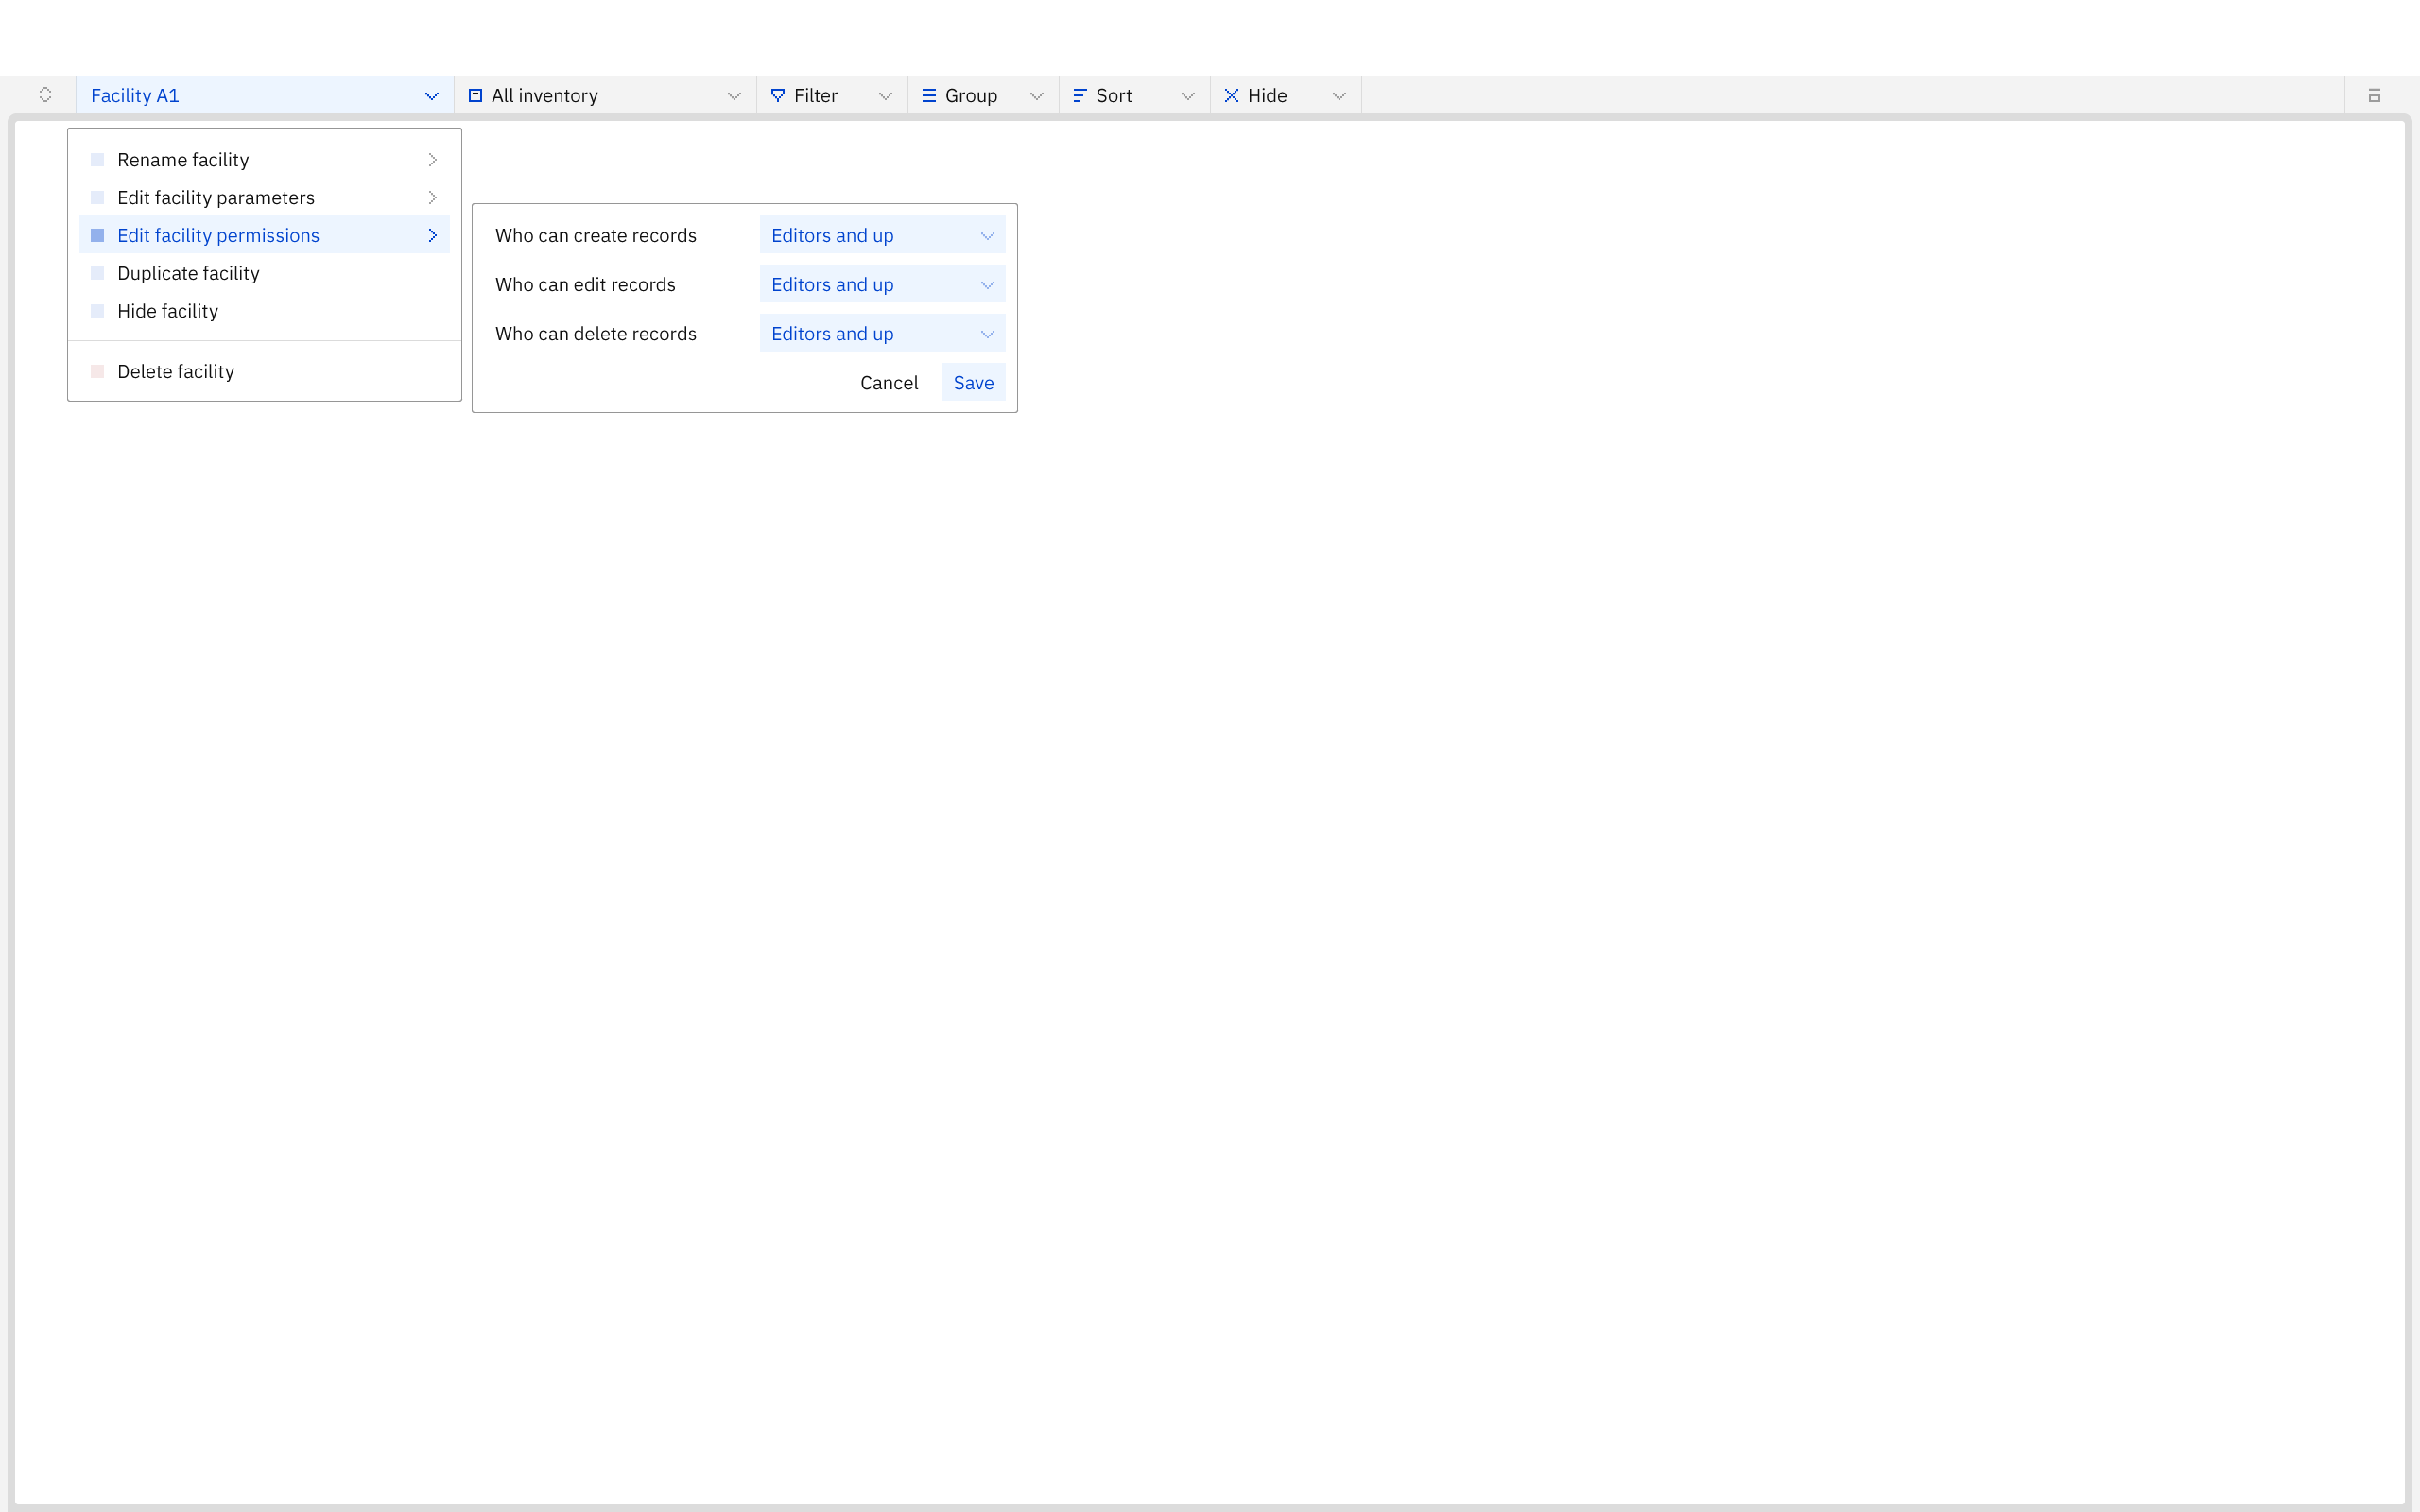 Facility A1
All inventory
Filter
Group
Sort
Hide
Rename facility
Edit facility parameters
Edit facility permissions
Duplicate facility
Hide facility
Delete facility
Who can create records
Editors and up
Who can edit records
Editors and up
Who can delete records
Editors and up
Cancel
Save